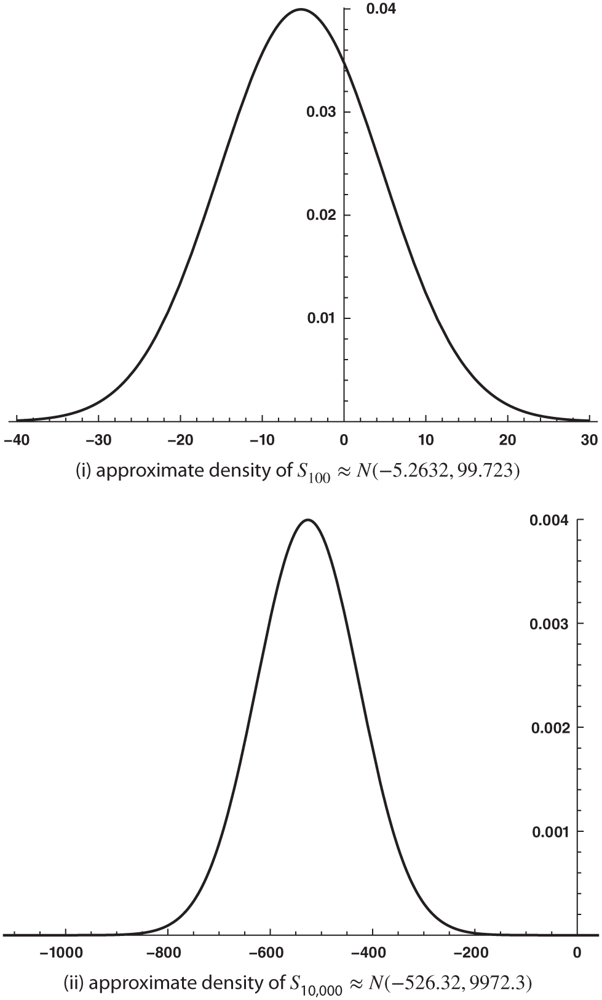 0.04
0.03
0.02
0.01
−40 −30 −20 −10 0 10 20 30
(i) approximate density of S₁₀₀ ≈ N(−5.2632, 99.723)
0.004
0.003
0.002
0.001
−1000 −800 −600 −400 −200 0
(ii) approximate density of S₁₀,₀₀₀ ≈ N(−526.32, 9972.3)